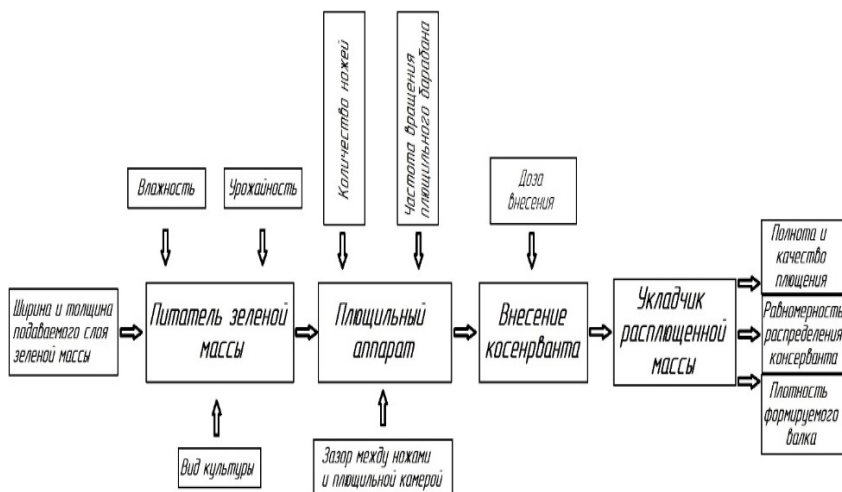 Количество ножей
Частота вращения
плющильного барабана
Влажность
Урожайность
Доза
внесения
Ширина и толщина
подаваемого слоя
зеленой массы
Питатель зеленой
массы
Плющильный
аппарат
Внесение
косенрванта
Укладчик
расплющенной
массы
Полнота и
качество
плющения
Равномерность
распределения
консерванта
Плотность
формируемого
валка
Вид культуры
Зазор между ножами
и плющильной камерой